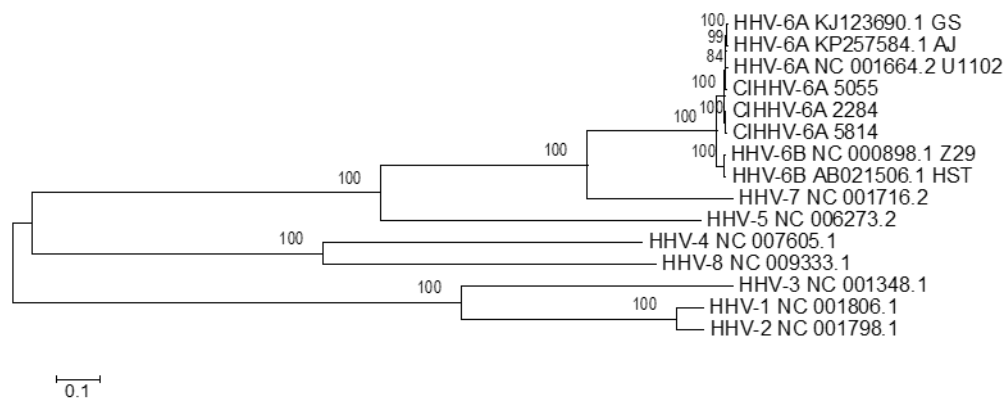 100 HHV-6A KJ123690.1 GS
99 HHV-6A KP257584.1 AJ
84 HHV-6A NC 001664.2 U1102
100 CIHHV-6A 5055
100 CIHHV-6A 2284
100 CIHHV-6A 5814
100 HHV-6B NC 000898.1 Z29
100 HHV-6B AB021506.1 HST
100 HHV-7 NC 001716.2
HHV-5 NC 006273.2
100 HHV-4 NC 007605.1
HHV-8 NC 009333.1
100 HHV-3 NC 001348.1
100 HHV-1 NC 001806.1
HHV-2 NC 001798.1
0.1